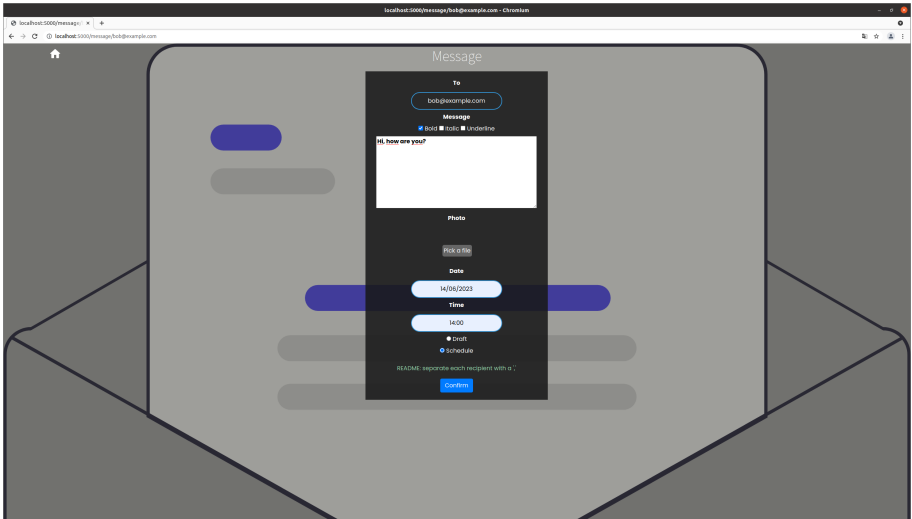 localhost:5000/message/bob@example.com - Chromium
localhost:5000/message/
localhost:5000/message/bob@example.com
Message
To
bob@example.com
Message
Bold Italic Underline
Hi, how are you?
Photo
Pick a file
Date
14/06/2023
Time
14:00
Draft
Schedule
README: separate each recipient with a ','
Confirm